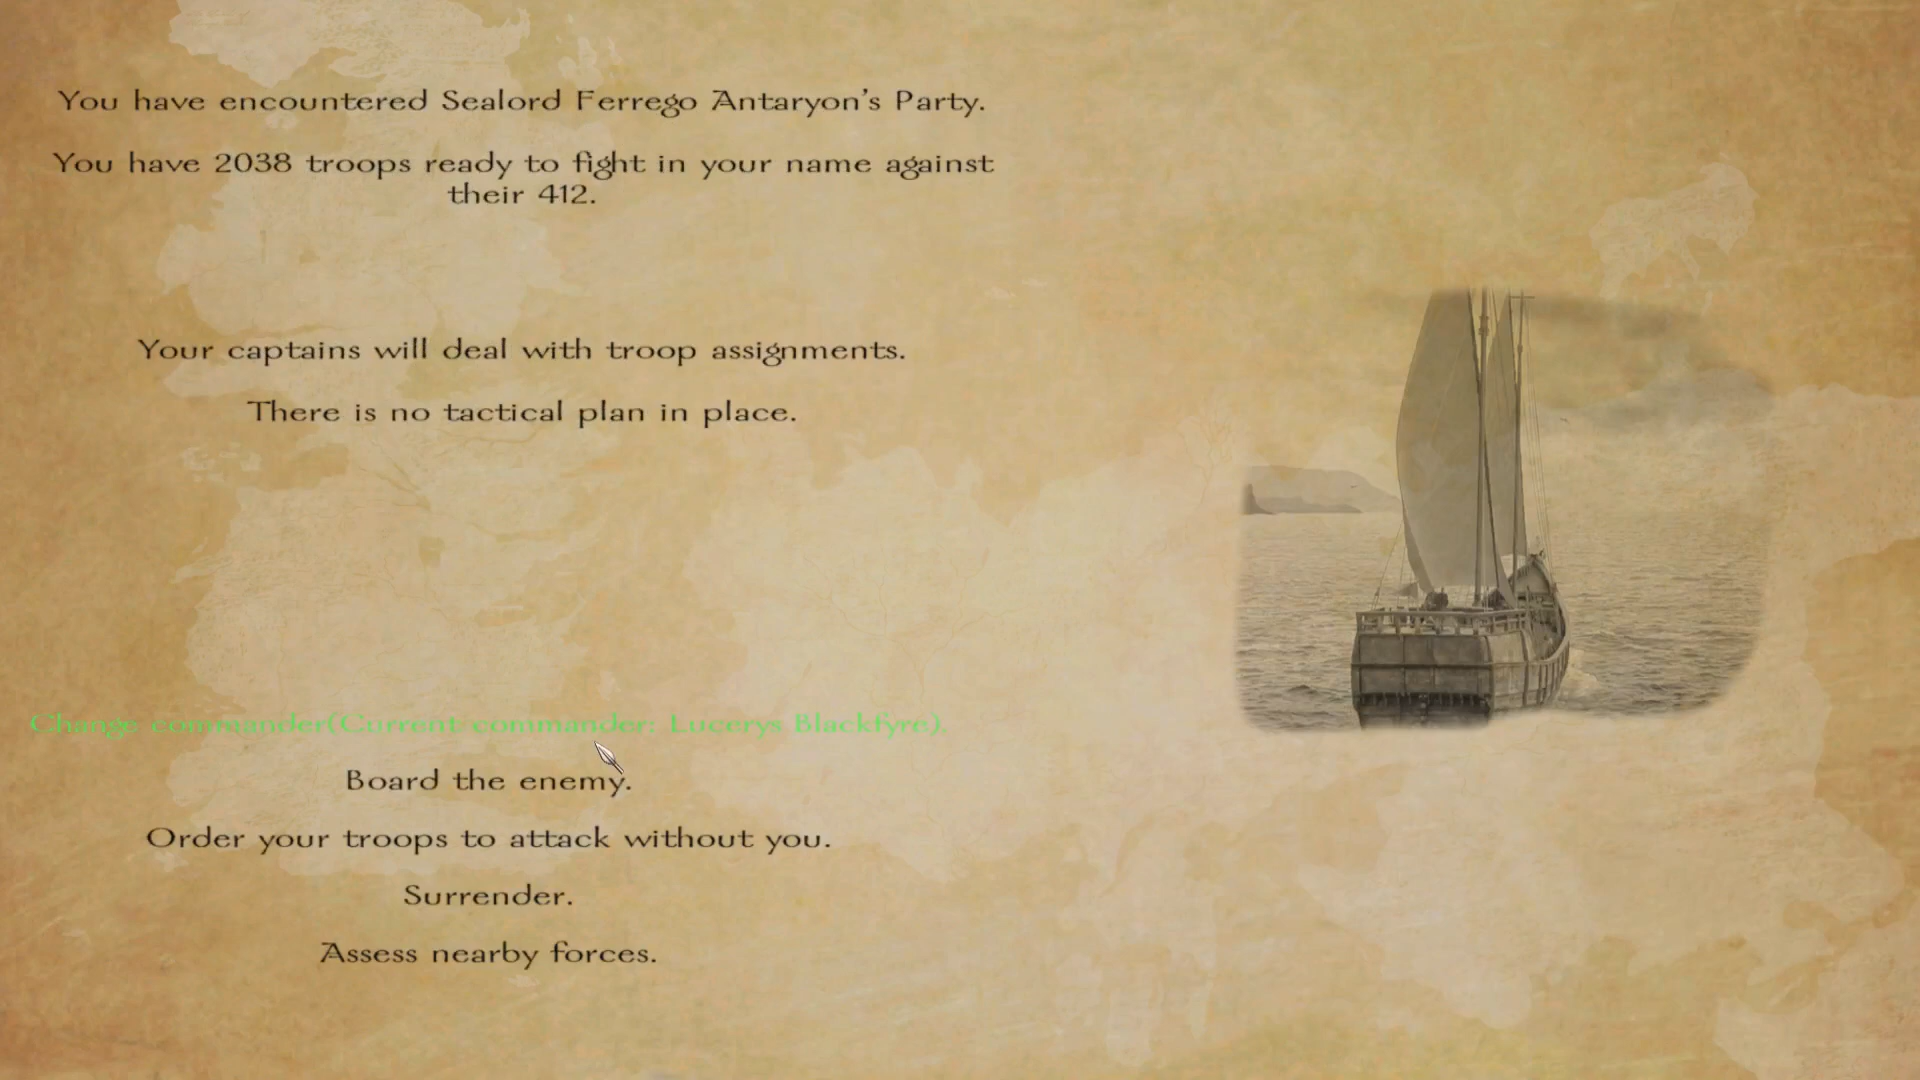 You have encountered Sealord Ferrego Antaryon's Party.
You have 2038 troops ready to fight in your name against
their 412.
Your captains will deal with troop assignments.
There is no tactical plan in place.
Change commander(Current commander: Lucerys Blackfyre).
Board the enemy.
Order your troops to attack without you.
Surrender.
Assess nearby forces.